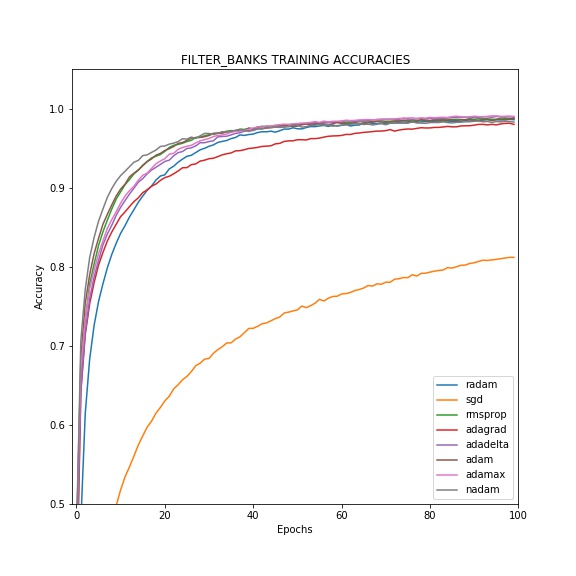 FILTER_BANKS TRAINING ACCURACIES
1.0
0.9
0.8
0.7
0.6
0.5
Accuracy
0 20 40 60 80 100
Epochs
radam
sgd
rmsprop
adagrad
adadelta
adam
adamax
nadam